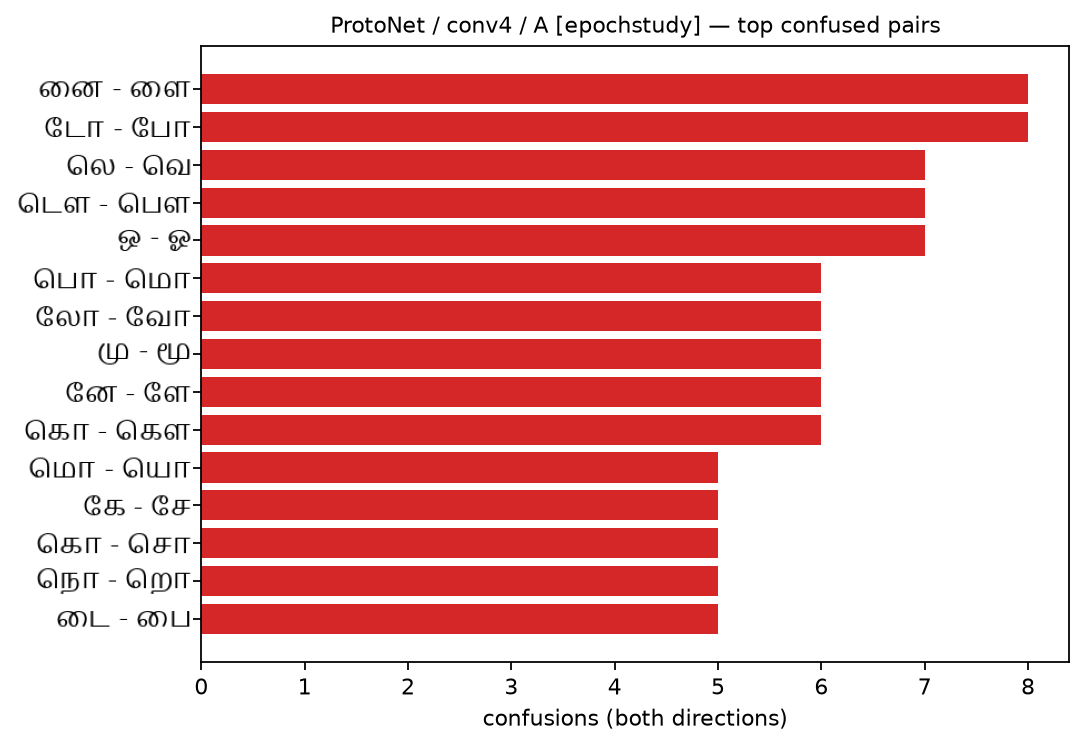 ProtoNet / conv4 / A [epochstudy] — top confused pairs
னை - ளை
டோ - போ
லெ - வெ
டௌ - பௌ
ஒ - ஓ
பொ - மொ
லோ - வோ
மு - மூ
னே - ளே
கொ - கௌ
மொ - யொ
கே - சே
கொ - சொ
நொ - றொ
டை - பை
0 1 2 3 4 5 6 7 8
confusions (both directions)